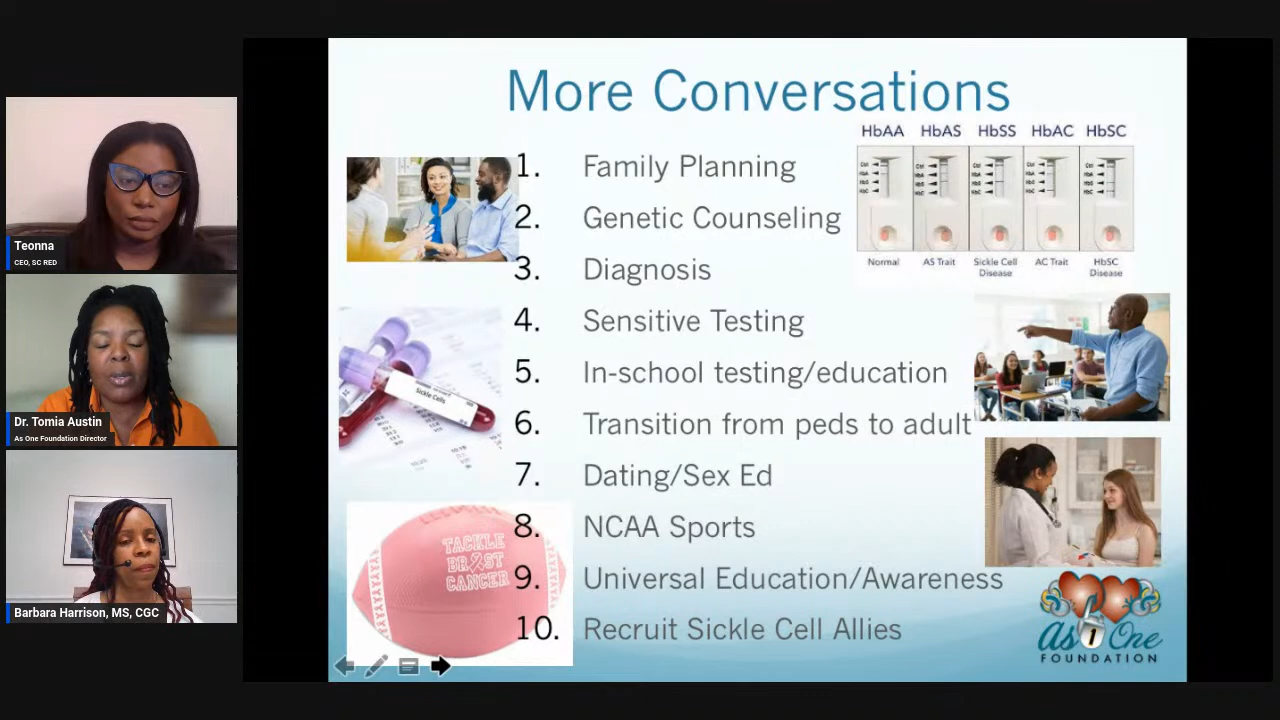 Teonna
CEO, SC RED
Dr. Tomia Austin
As One Foundation Director
Barbara Harrison, MS, CGC
More Conversations
1. Family Planning
2. Genetic Counseling
3. Diagnosis
4. Sensitive Testing
5. In-school testing/education
6. Transition from peds to adult
7. Dating/Sex Ed
8. NCAA Sports
9. Universal Education/Awareness
10. Recruit Sickle Cell Allies
HbAA HbAS HbSS HbAC HbSC
Normal AS Trait Sickle Cell Disease AC Trait HbSC Disease
Sickle Cells
TACKLE
BREAST
CANCER
As 1 One
FOUNDATION